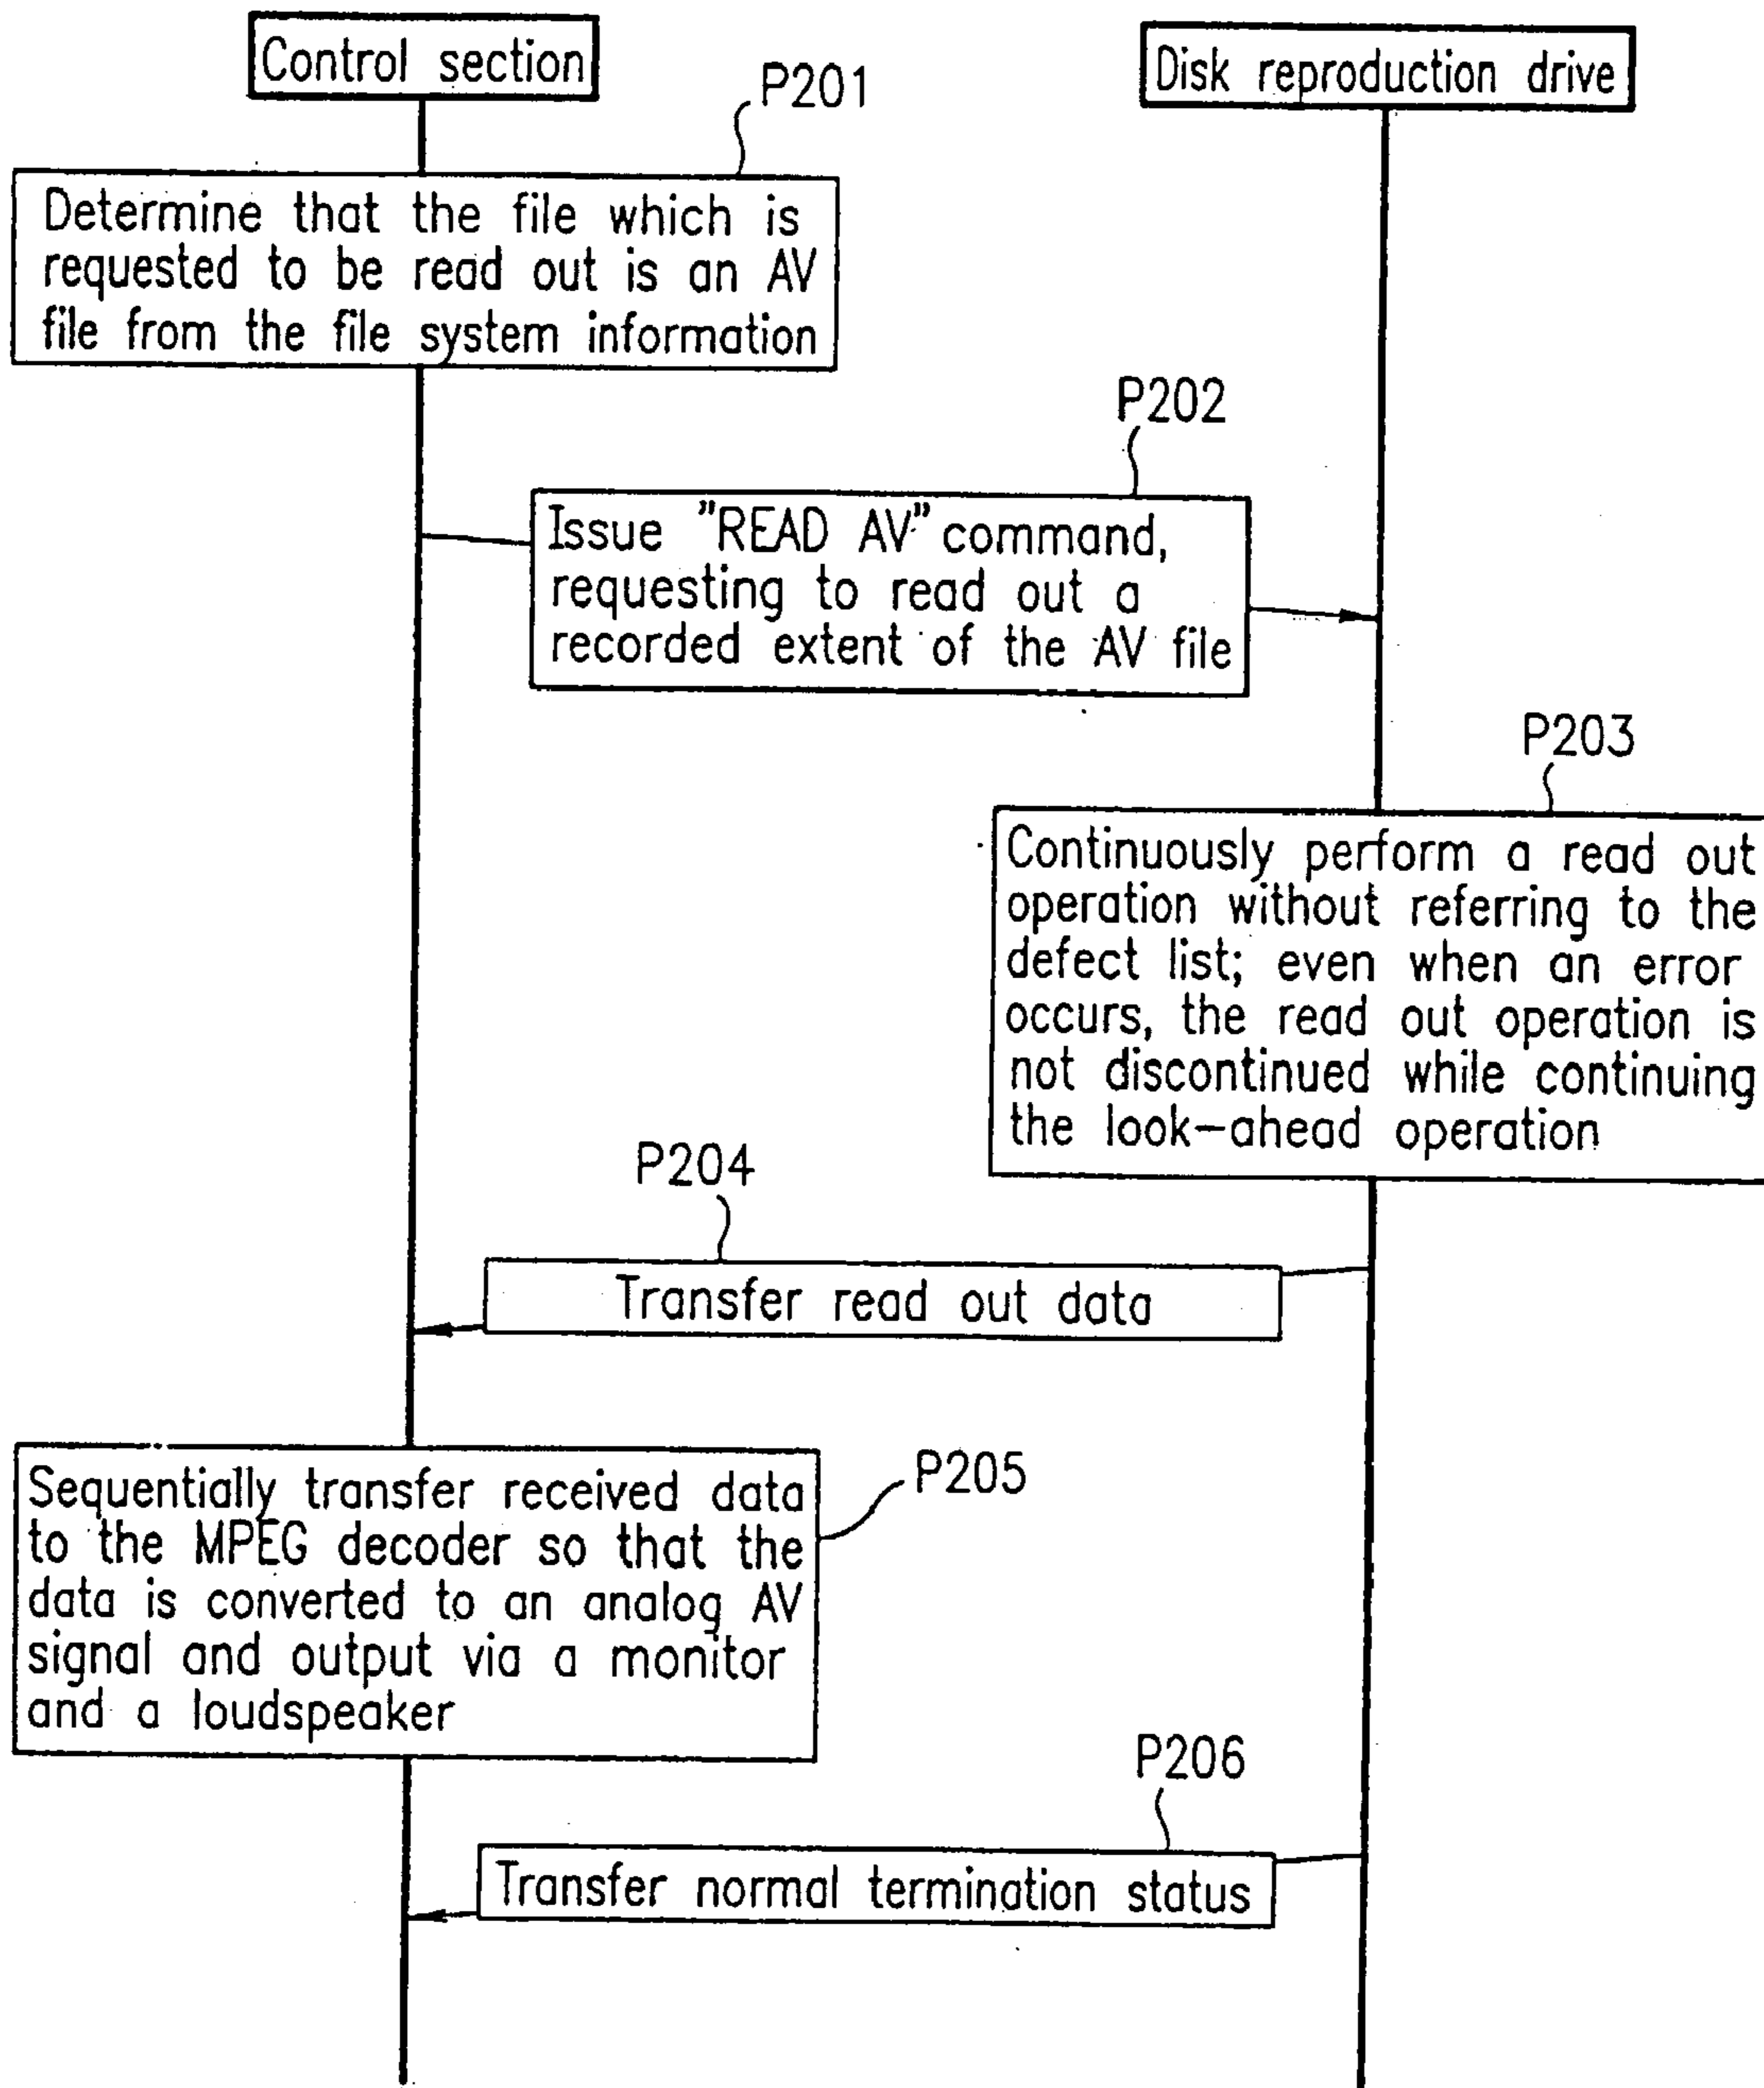 Control section
Disk reproduction drive
P201
Determine that the file which is
requested to be read out is an AV
file from the file system information
P202
Issue "READ AV" command,
requesting to read out a
recorded extent of the AV file
P203
Continuously perform a read out
operation without referring to the
defect list; even when an error
occurs, the read out operation is
not discontinued while continuing
the look-ahead operation
P204
Transfer read out data
P205
Sequentially transfer received data
to the MPEG decoder so that the
data is converted to an analog AV
signal and output via a monitor
and a loudspeaker
P206
Transfer normal termination status